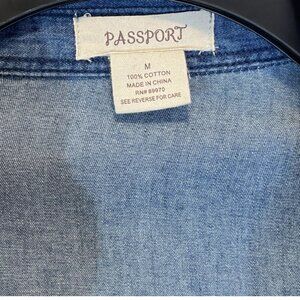 PASSPORT
M
100% COTTON
MADE IN CHINA
RN# 89970
SEE REVERSE FOR CARE